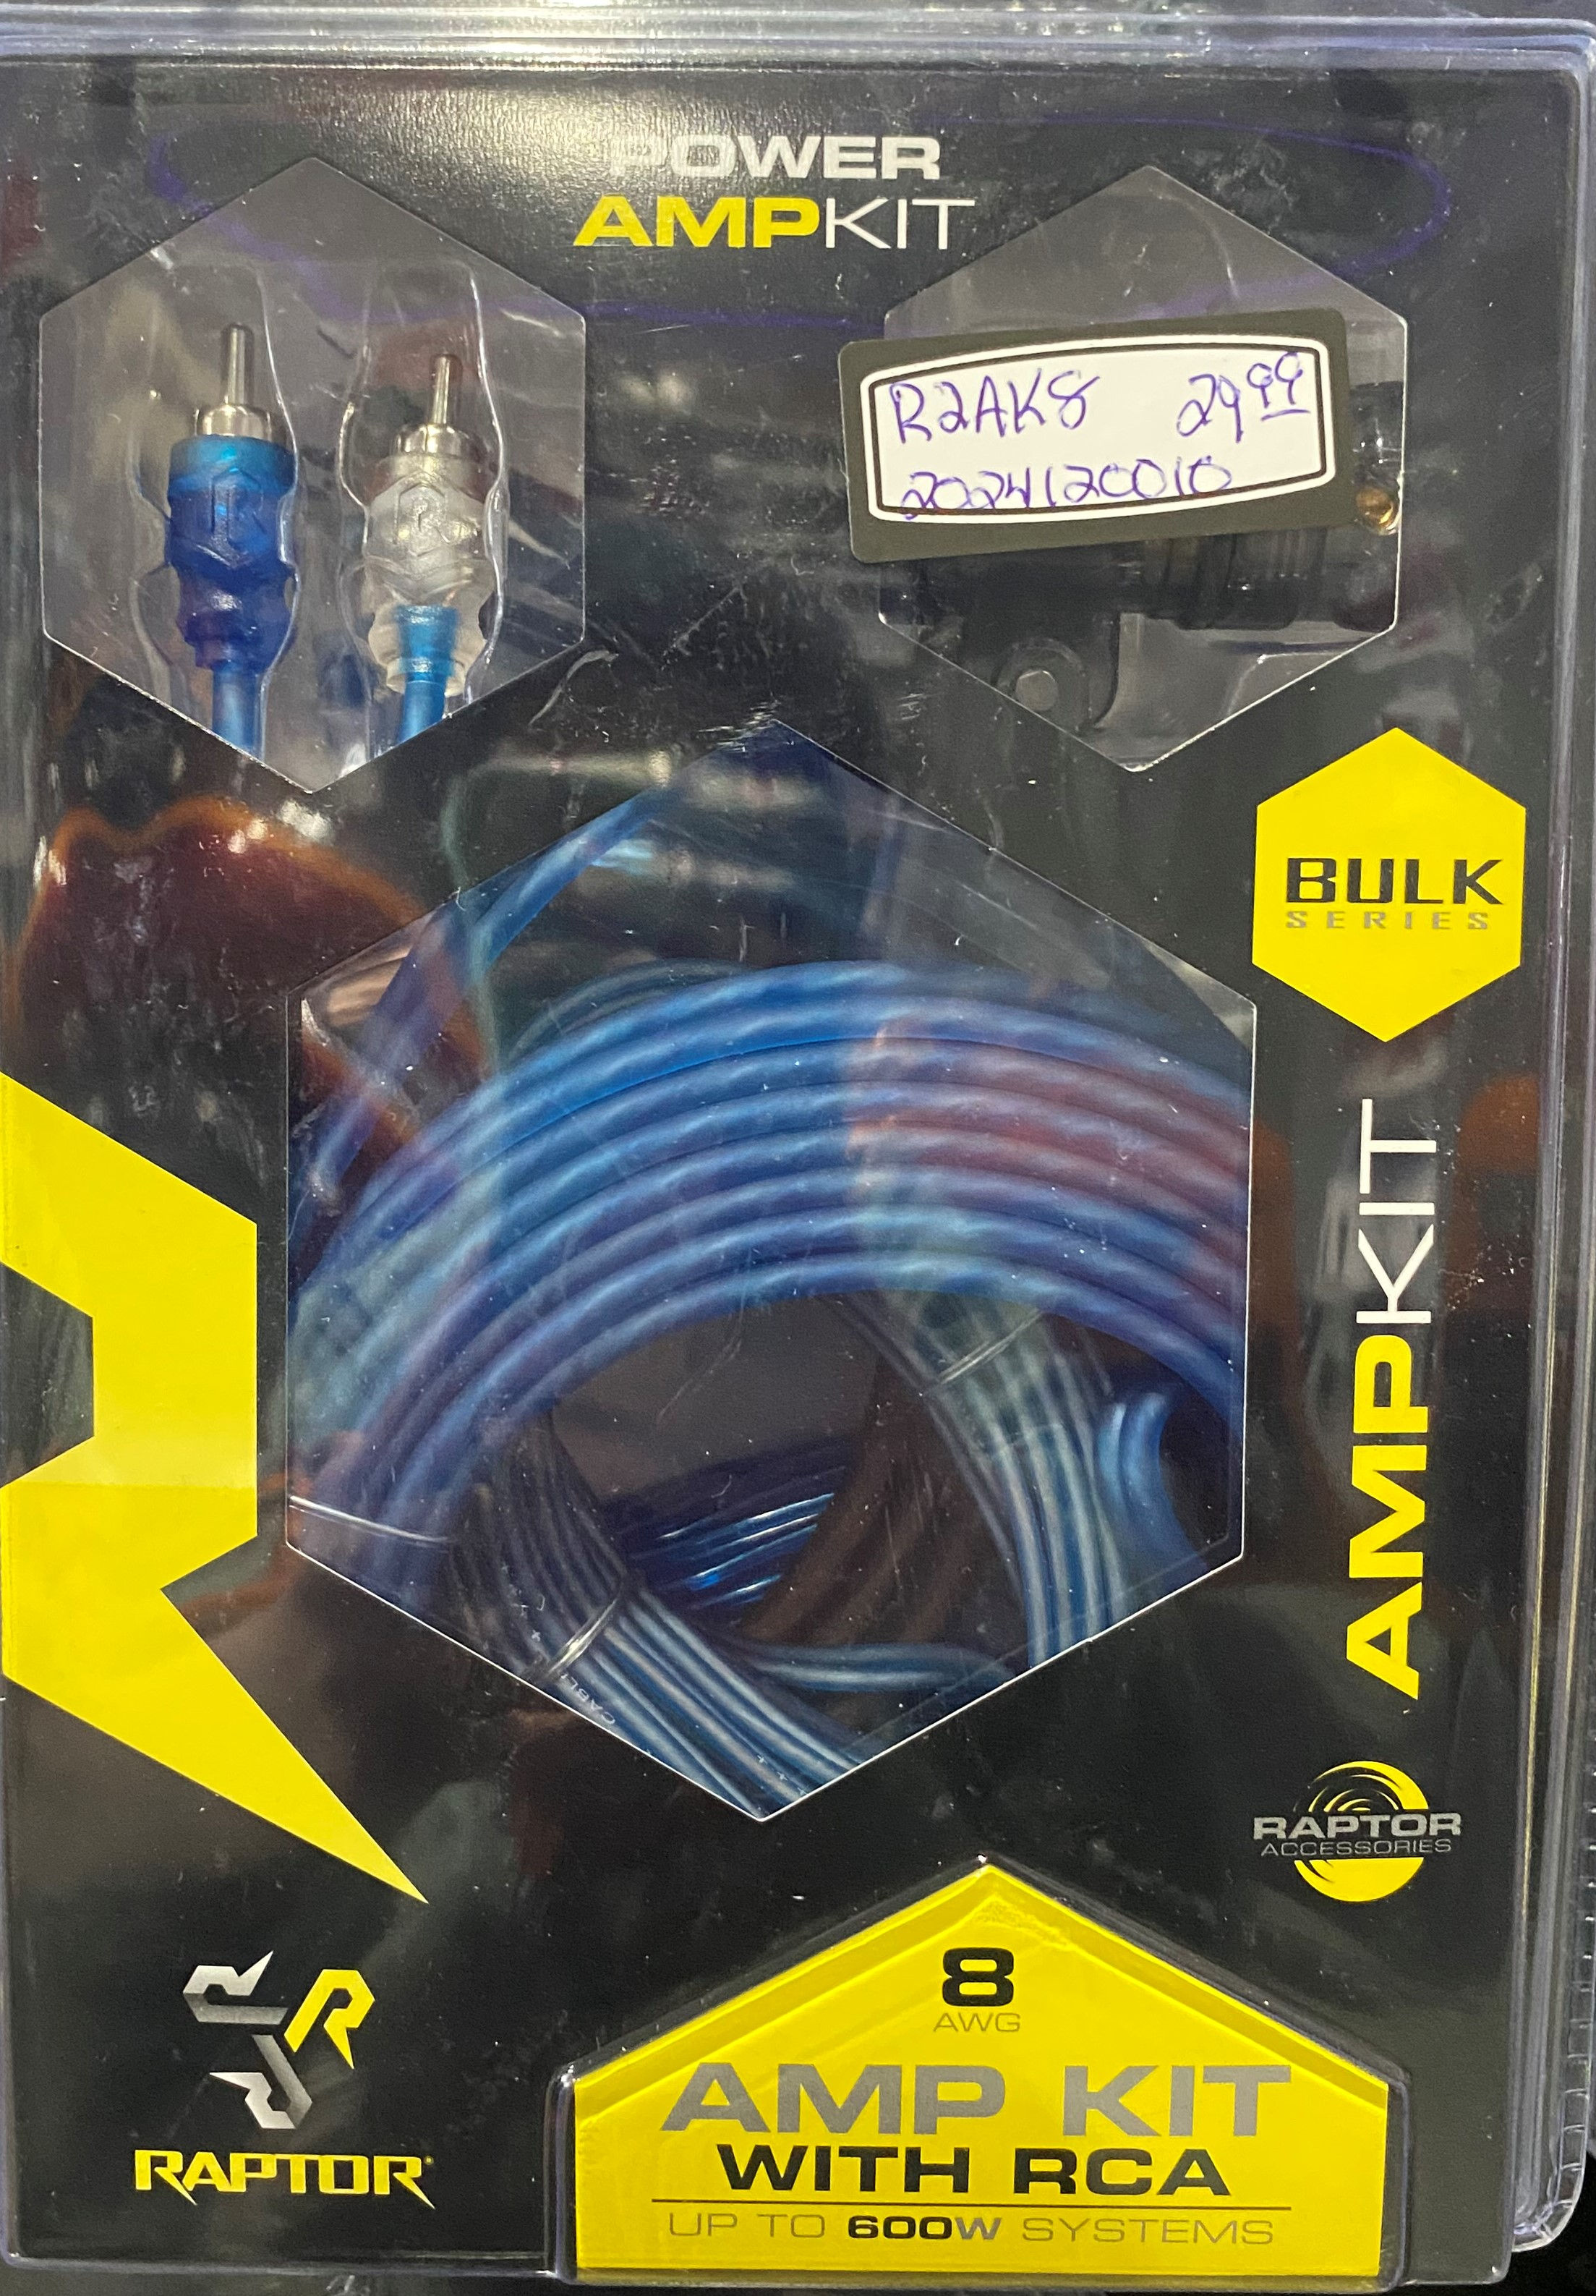 POWER
AMPKIT
R2AK8 29.99
2024120010
BULK
SERIES
AMPKIT
RAPTOR
ACCESSORIES
8
AWG
AMP KIT
WITH RCA
UP TO 600W SYSTEMS
RAPTOR